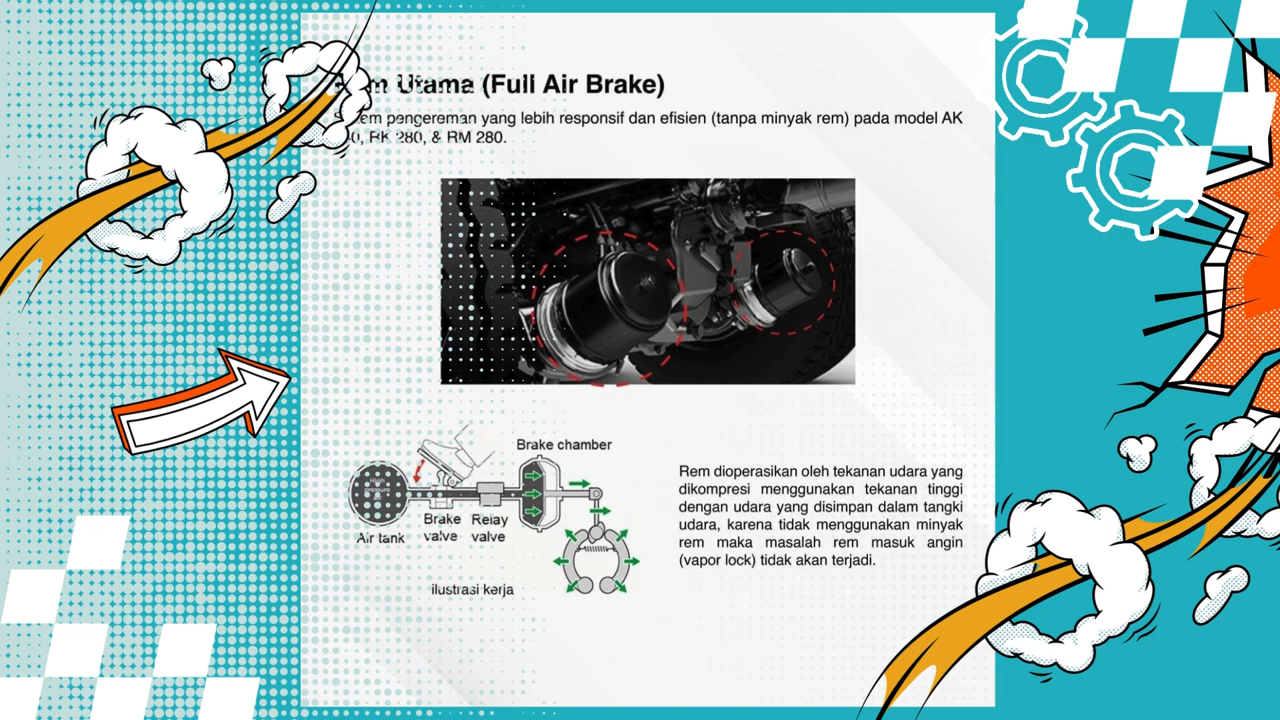 Utama (Full Air Brake)
pengereman yang lebih responsif dan efisien (tanpa minyak rem) pada model AK
RK 280, & RM 280.
Brake chamber
Brake valve
Relay valve
Air tank
ilustrasi kerja
Rem dioperasikan oleh tekanan udara yang
dikompresi menggunakan tekanan tinggi
dengan udara yang disimpan dalam tangki
udara, karena tidak menggunakan minyak
rem maka masalah rem masuk angin
(vapor lock) tidak akan terjadi.